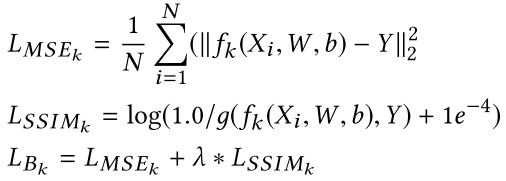 L_{MSE_k} = \frac{1}{N} \sum_{i=1}^{N} (\|f_k(X_i, W, b) - Y\|_2^2
L_{SSIM_k} = \log(1.0/g(f_k(X_i, W, b), Y) + 1e^{-4})
L_{B_k} = L_{MSE_k} + \lambda * L_{SSIM_k}